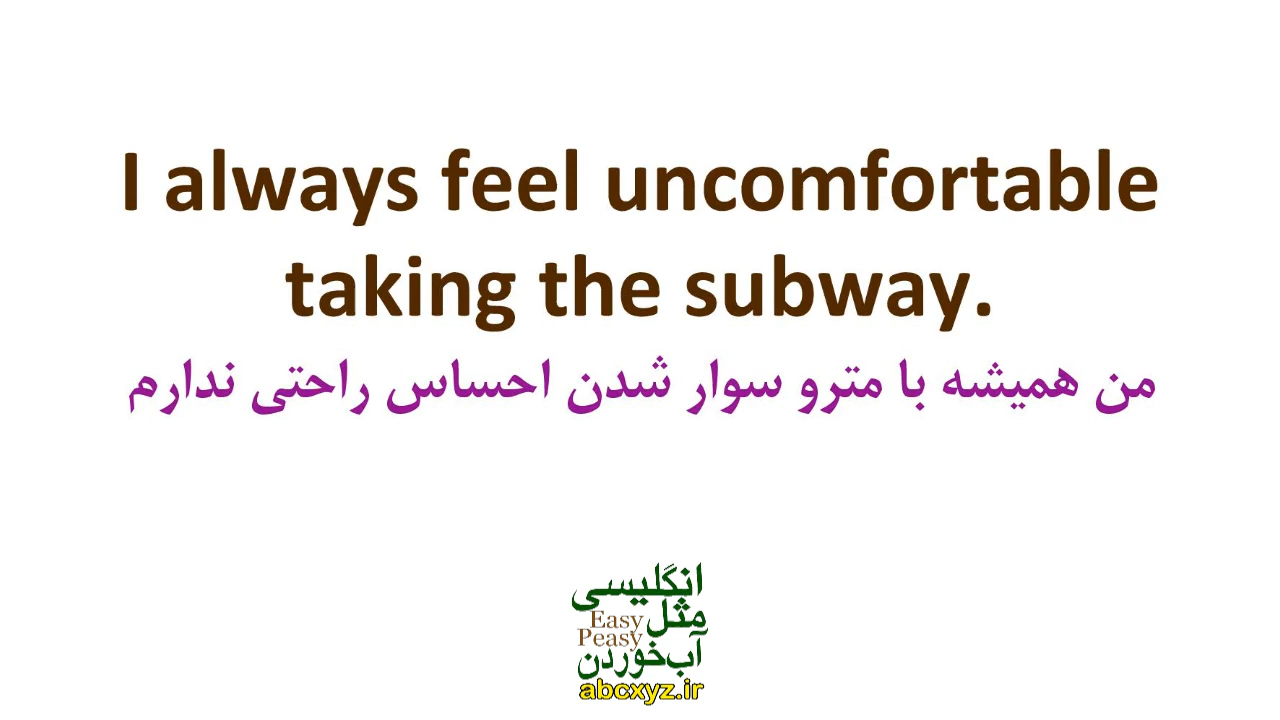 I always feel uncomfortable
taking the subway.
من همیشه با مترو سوار شدن احساس راحتی ندارم
انگلیسی
مثل
Easy
Peasy
آب‌خوردن
abcxyz.ir